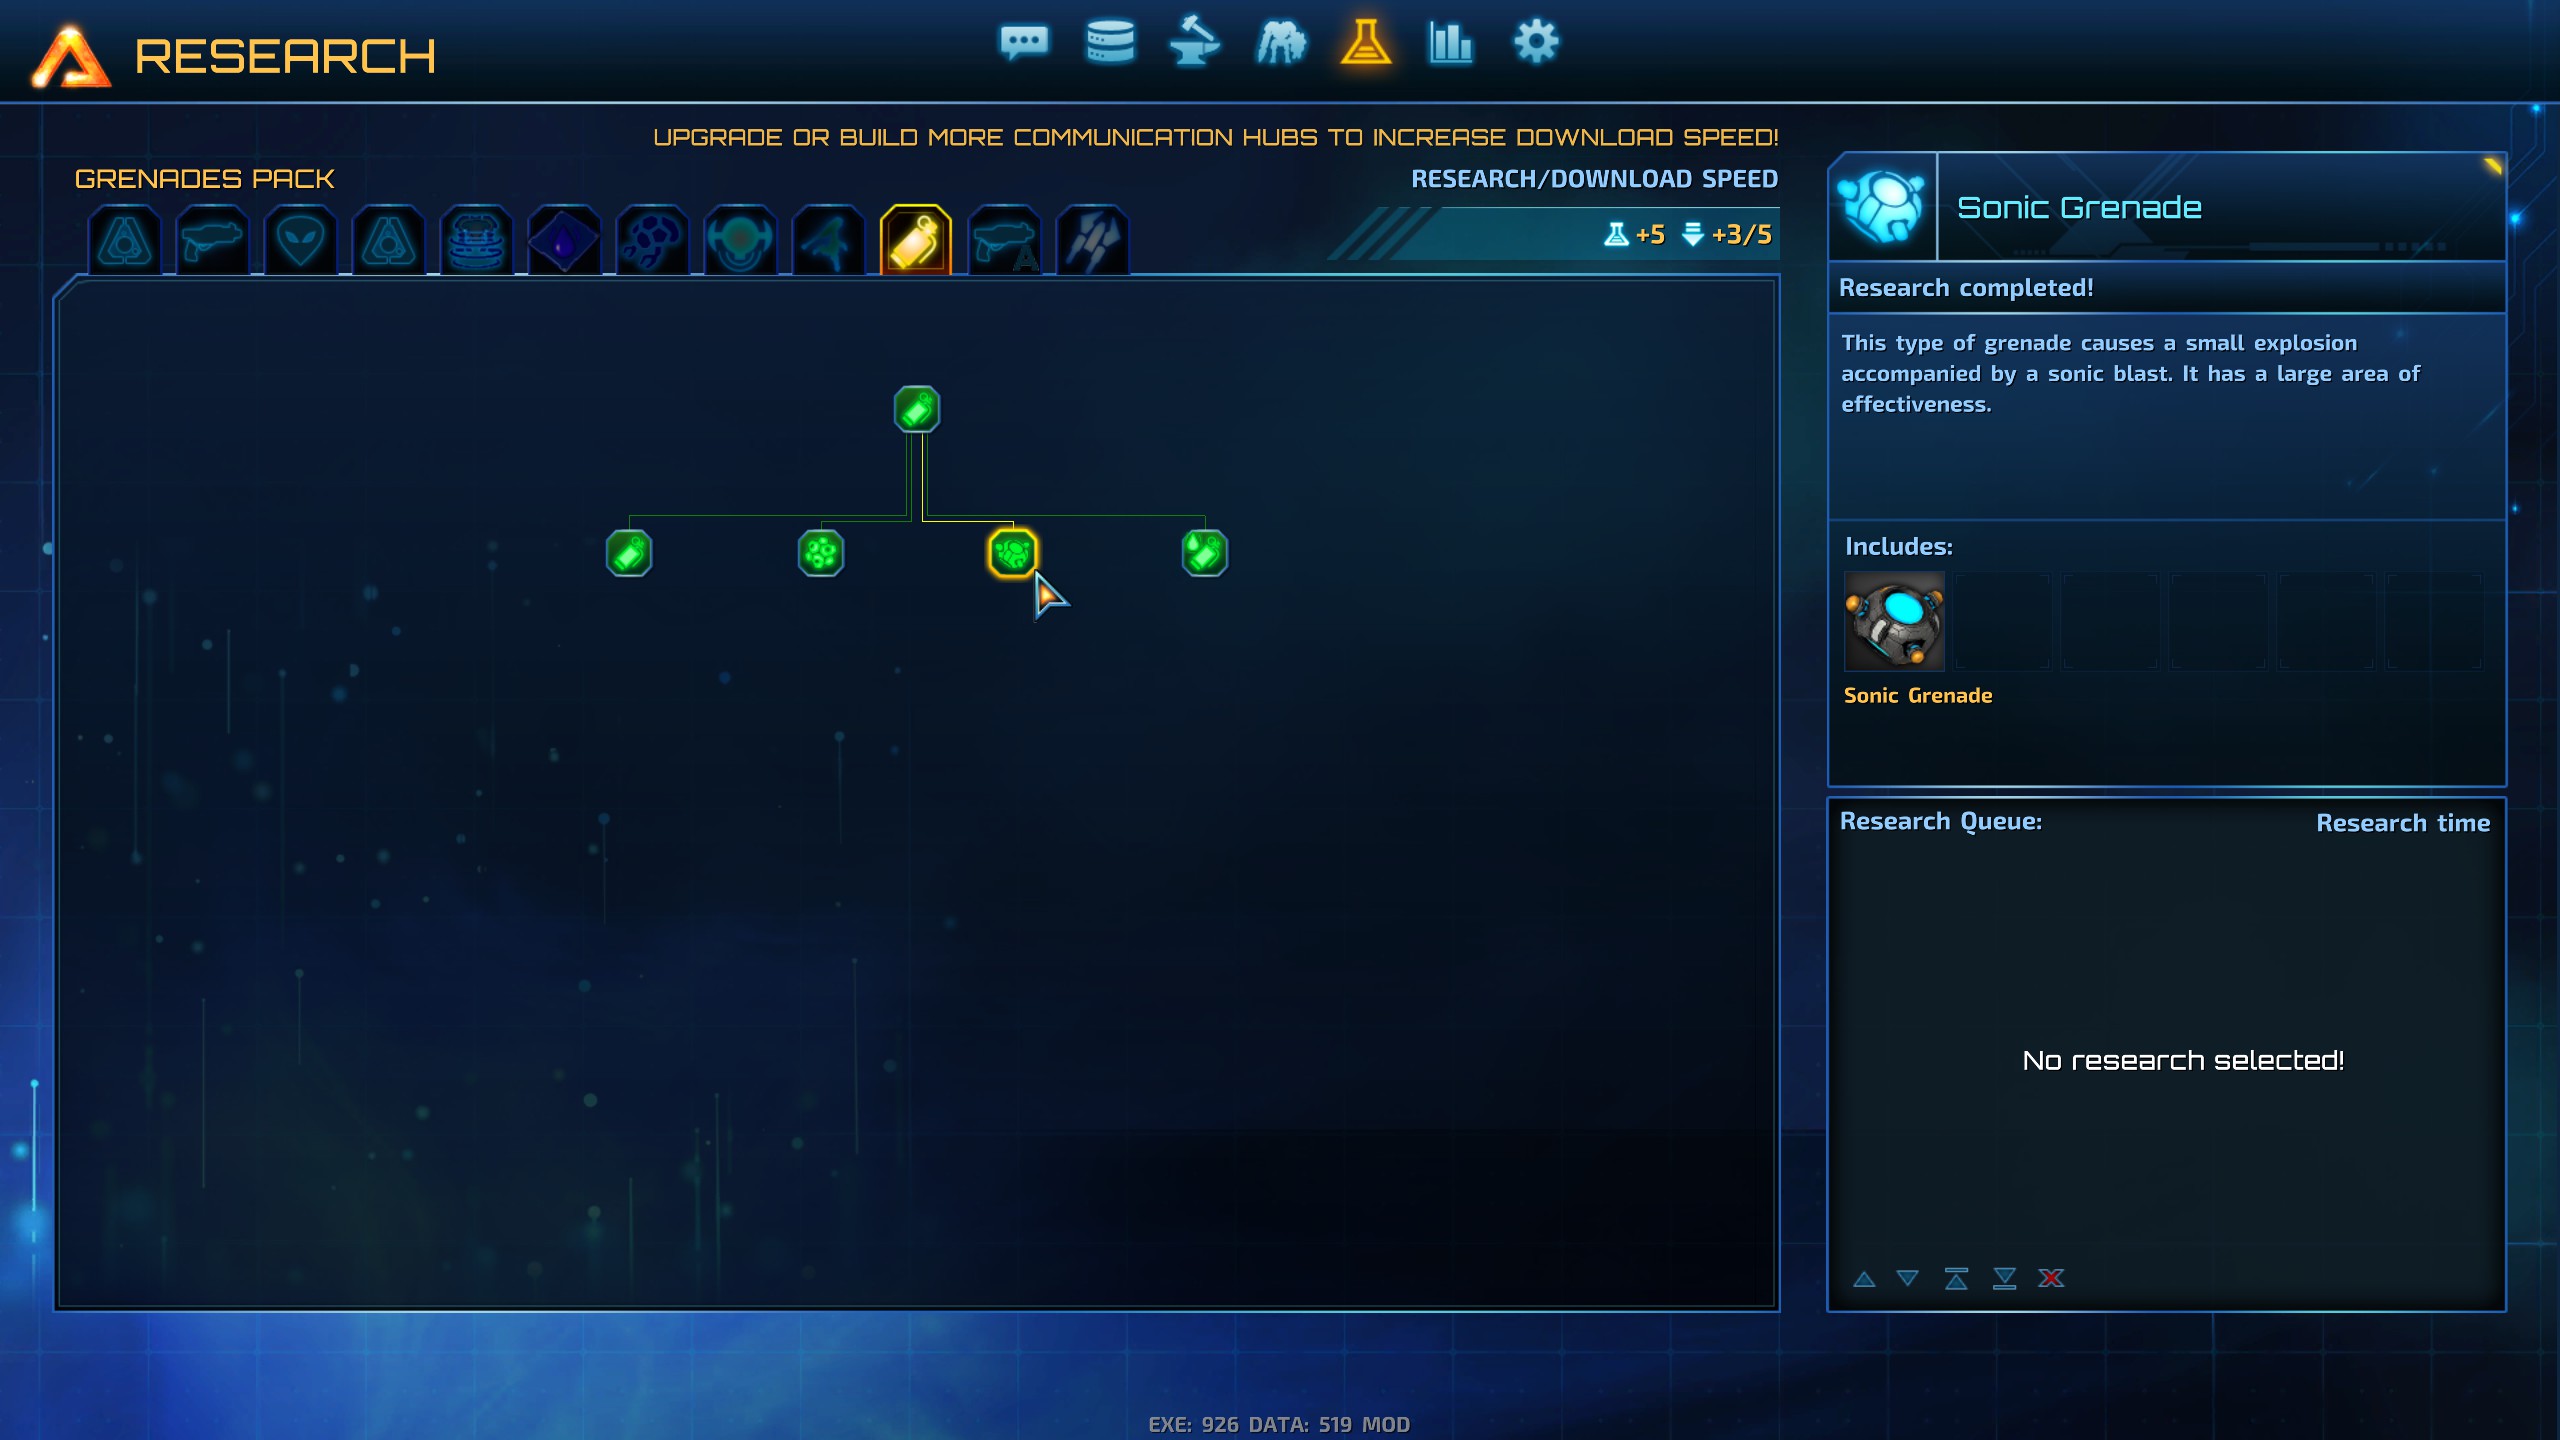 RESEARCH
UPGRADE OR BUILD MORE COMMUNICATION HUBS TO INCREASE DOWNLOAD SPEED!
GRENADES PACK
RESEARCH/DOWNLOAD SPEED
+5 +3/5
Sonic Grenade
Research completed!
This type of grenade causes a small explosion
accompanied by a sonic blast. It has a large area of
effectiveness.
Includes:
Sonic Grenade
Research Queue:
Research time
No research selected!
EXE: 926 DATA: 519 MOD